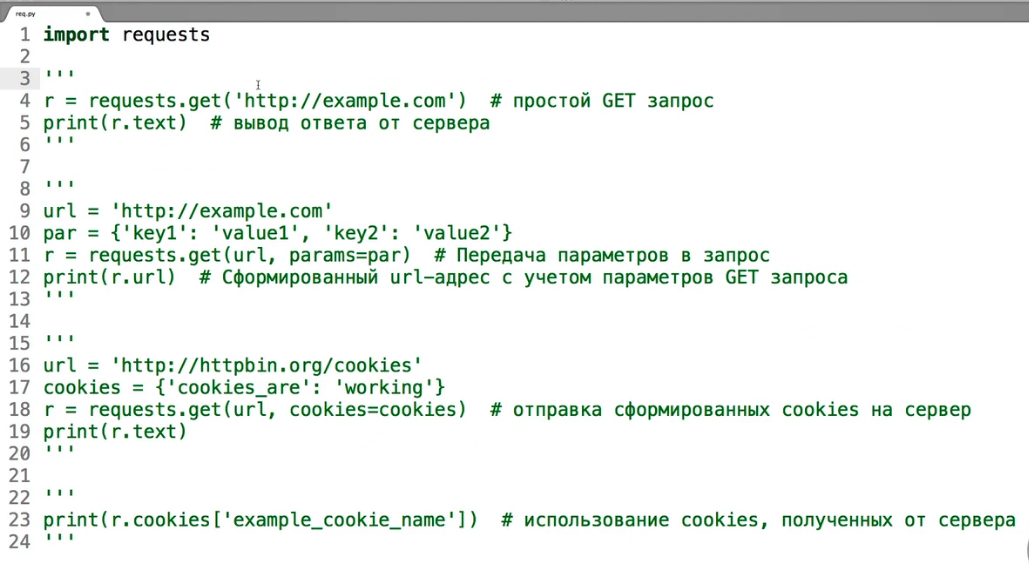 req.py
1 import requests
2
3 '''
4 r = requests.get('http://example.com')  # простой GET запрос
5 print(r.text)  # вывод ответа от сервера
6 '''
7
8 '''
9 url = 'http://example.com'
10 par = {'key1': 'value1', 'key2': 'value2'}
11 r = requests.get(url, params=par)  # Передача параметров в запрос
12 print(r.url)  # Сформированный url-адрес с учетом параметров GET запроса
13 '''
14
15 '''
16 url = 'http://httpbin.org/cookies'
17 cookies = {'cookies_are': 'working'}
18 r = requests.get(url, cookies=cookies)  # отправка сформированных cookies на сервер
19 print(r.text)
20 '''
21
22 '''
23 print(r.cookies['example_cookie_name'])  # использование cookies, полученных от сервера
24 '''